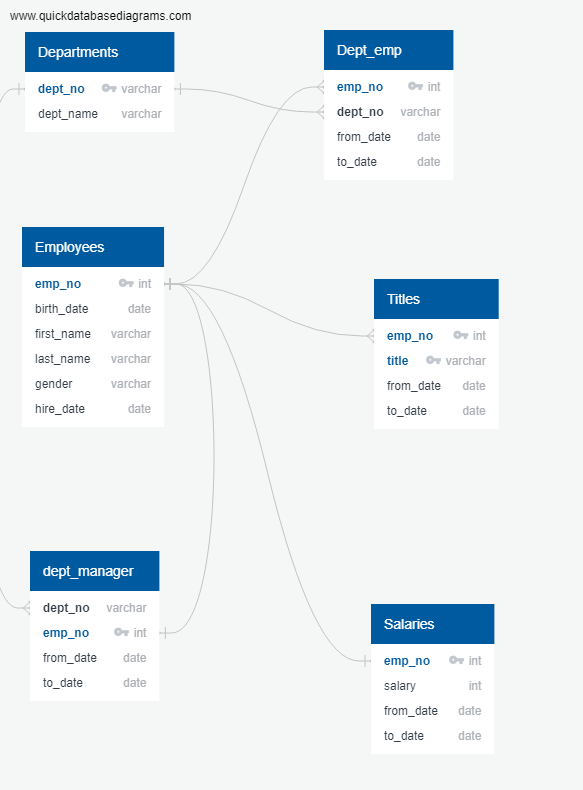 www.quickdatabasediagrams.com
Departments
dept_no varchar
dept_name varchar
Dept_emp
emp_no int
dept_no varchar
from_date date
to_date date
Employees
emp_no int
birth_date date
first_name varchar
last_name varchar
gender varchar
hire_date date
Titles
emp_no int
title varchar
from_date date
to_date date
dept_manager
dept_no varchar
emp_no int
from_date date
to_date date
Salaries
emp_no int
salary int
from_date date
to_date date